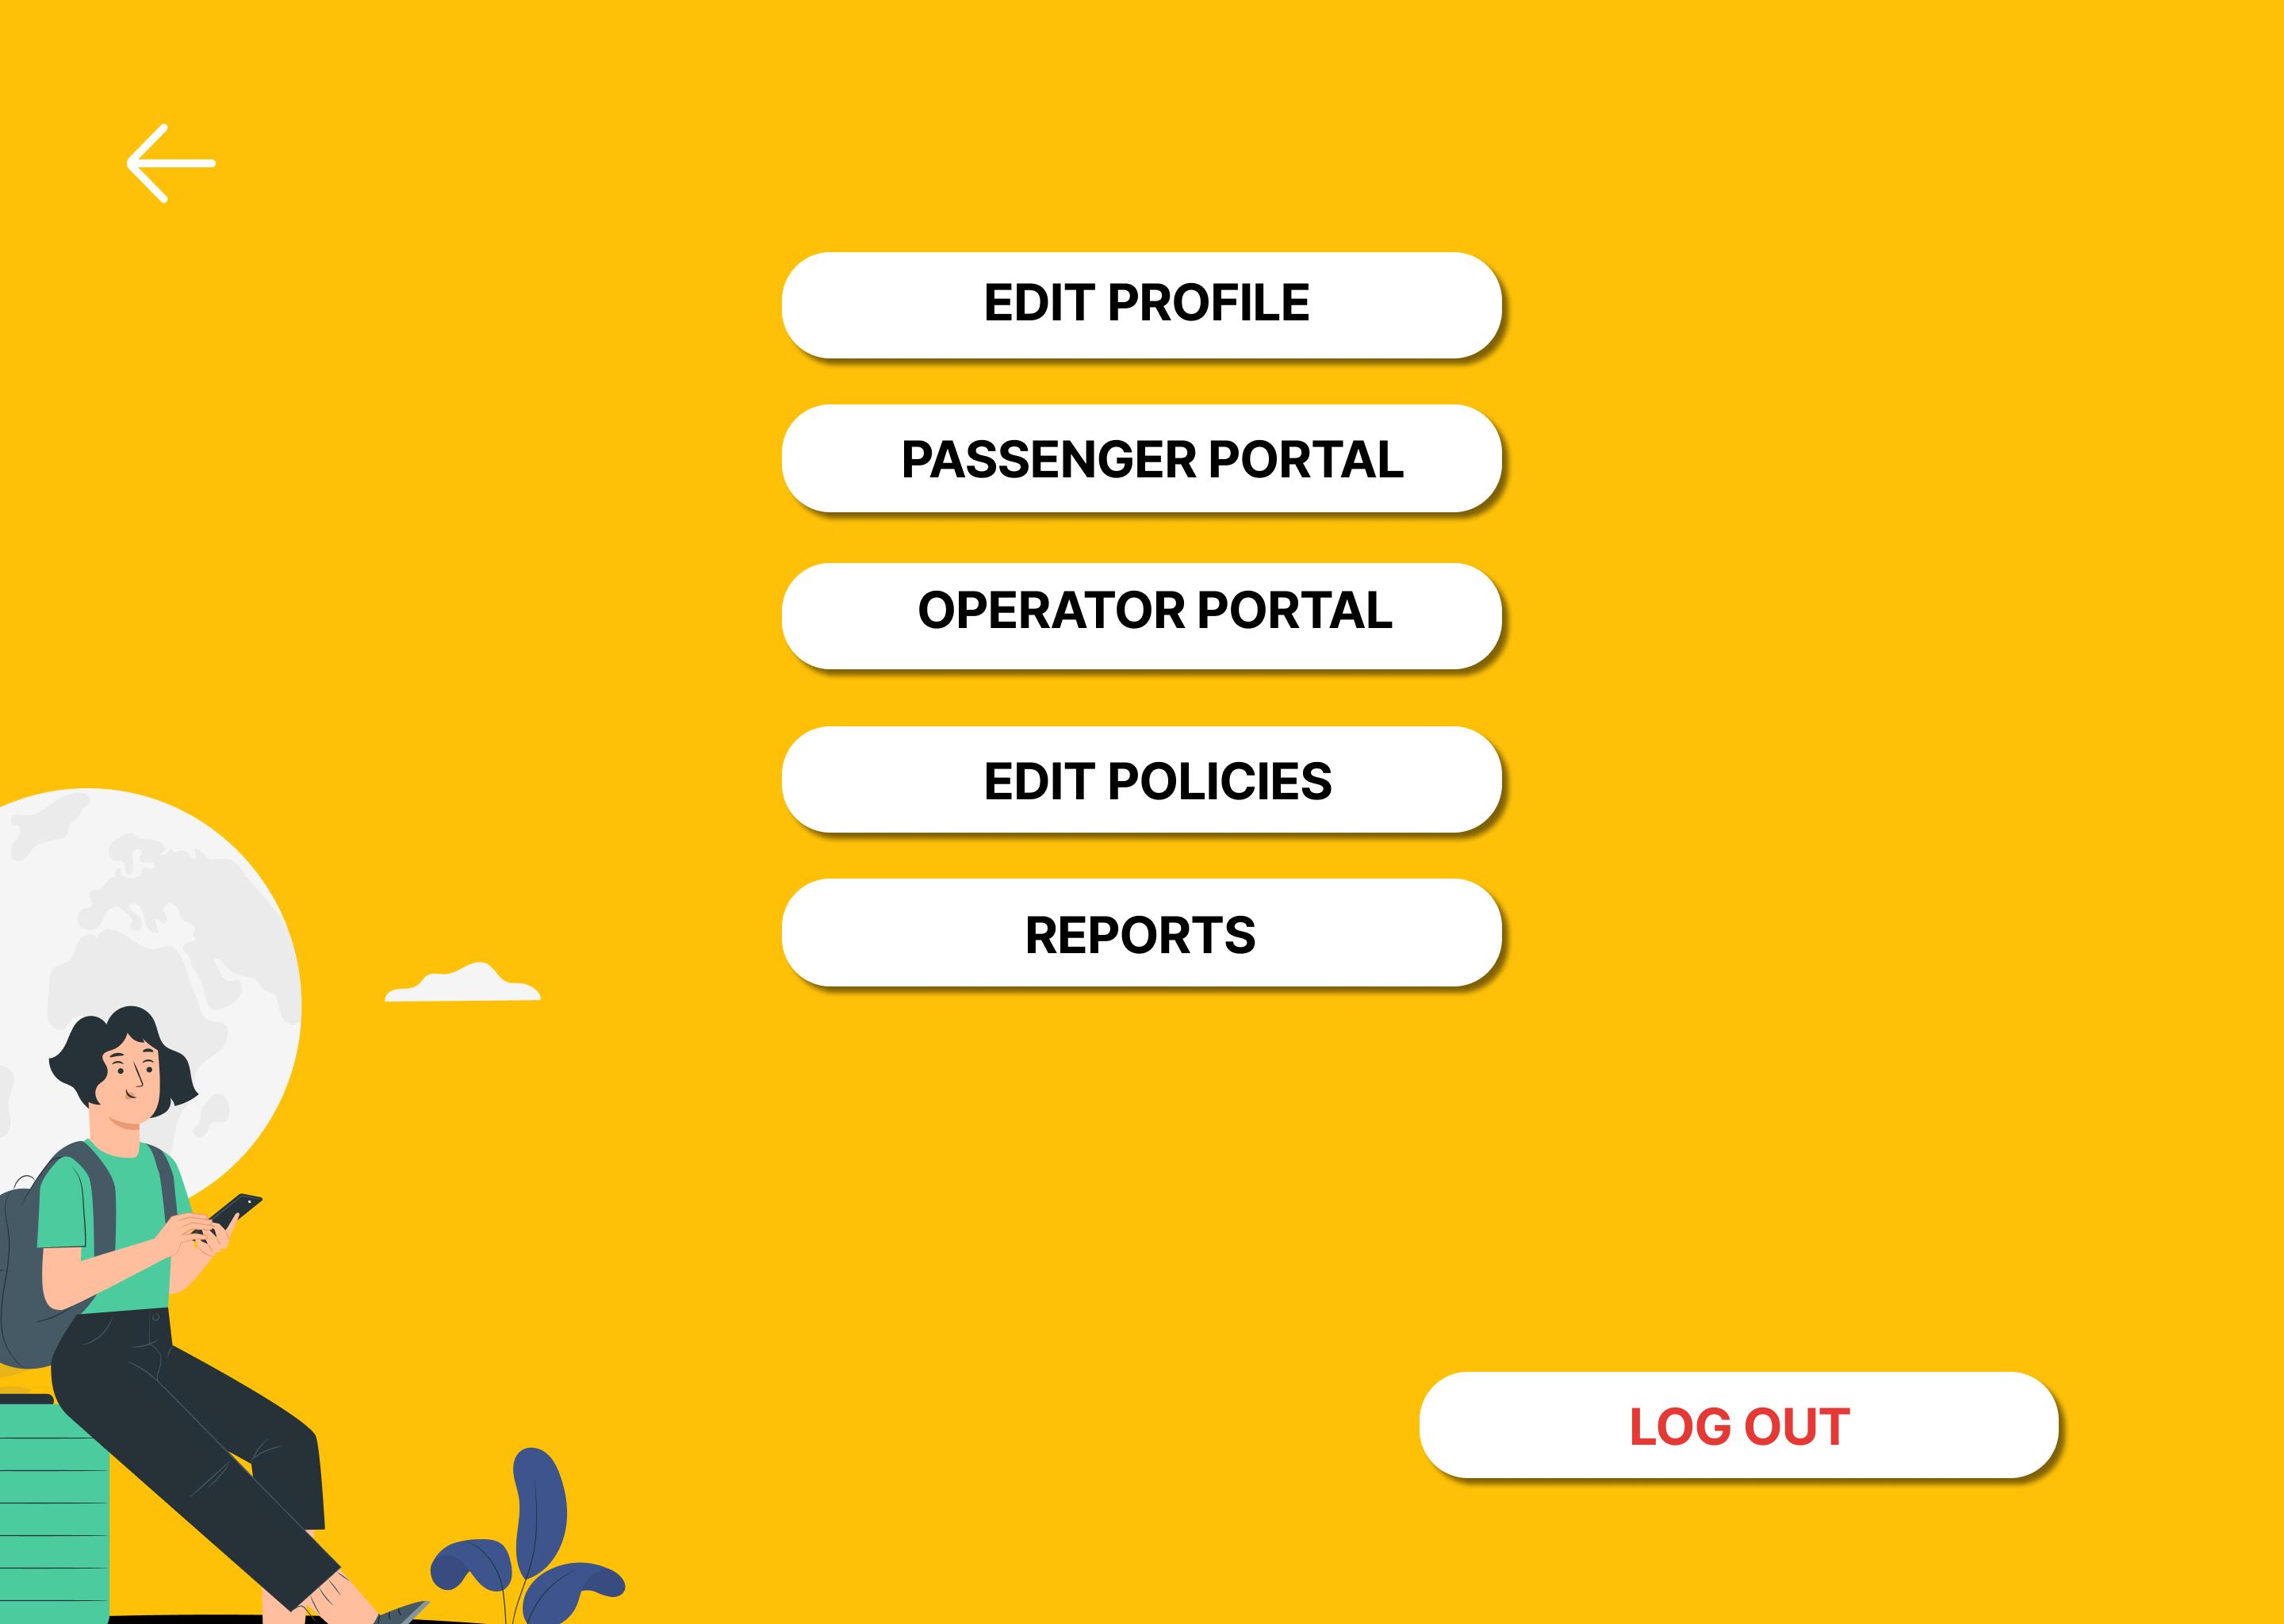 EDIT PROFILE
PASSENGER PORTAL
OPERATOR PORTAL
EDIT POLICIES
REPORTS
LOG OUT